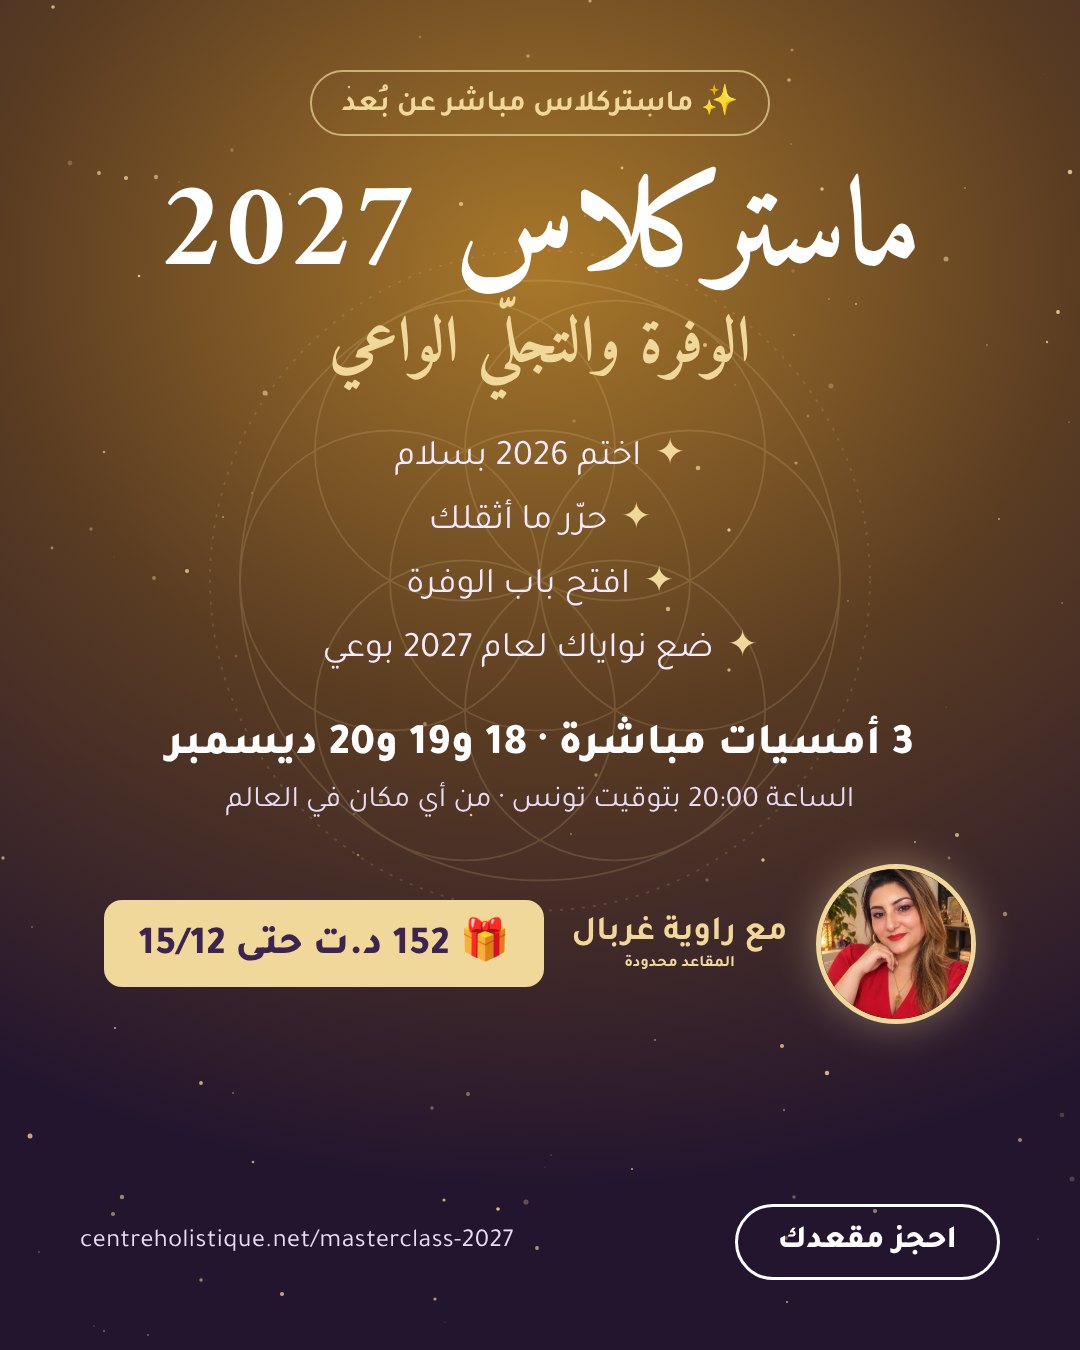 ✨ ماستركلاس مباشر عن بُعد
ماستركلاس 2027
الوفرة والتجلّي الواعي
✦ اختم 2026 بسلام
✦ حرّر ما أثقلك
✦ افتح باب الوفرة
✦ ضع نواياك لعام 2027 بوعي
3 أمسيات مباشرة · 18 و19 و20 ديسمبر
الساعة 20:00 بتوقيت تونس · من أي مكان في العالم
مع راوية غربال
المقاعد محدودة
🎁 152 د.ت حتى 15/12
احجز مقعدك
centreholistique.net/masterclass-2027